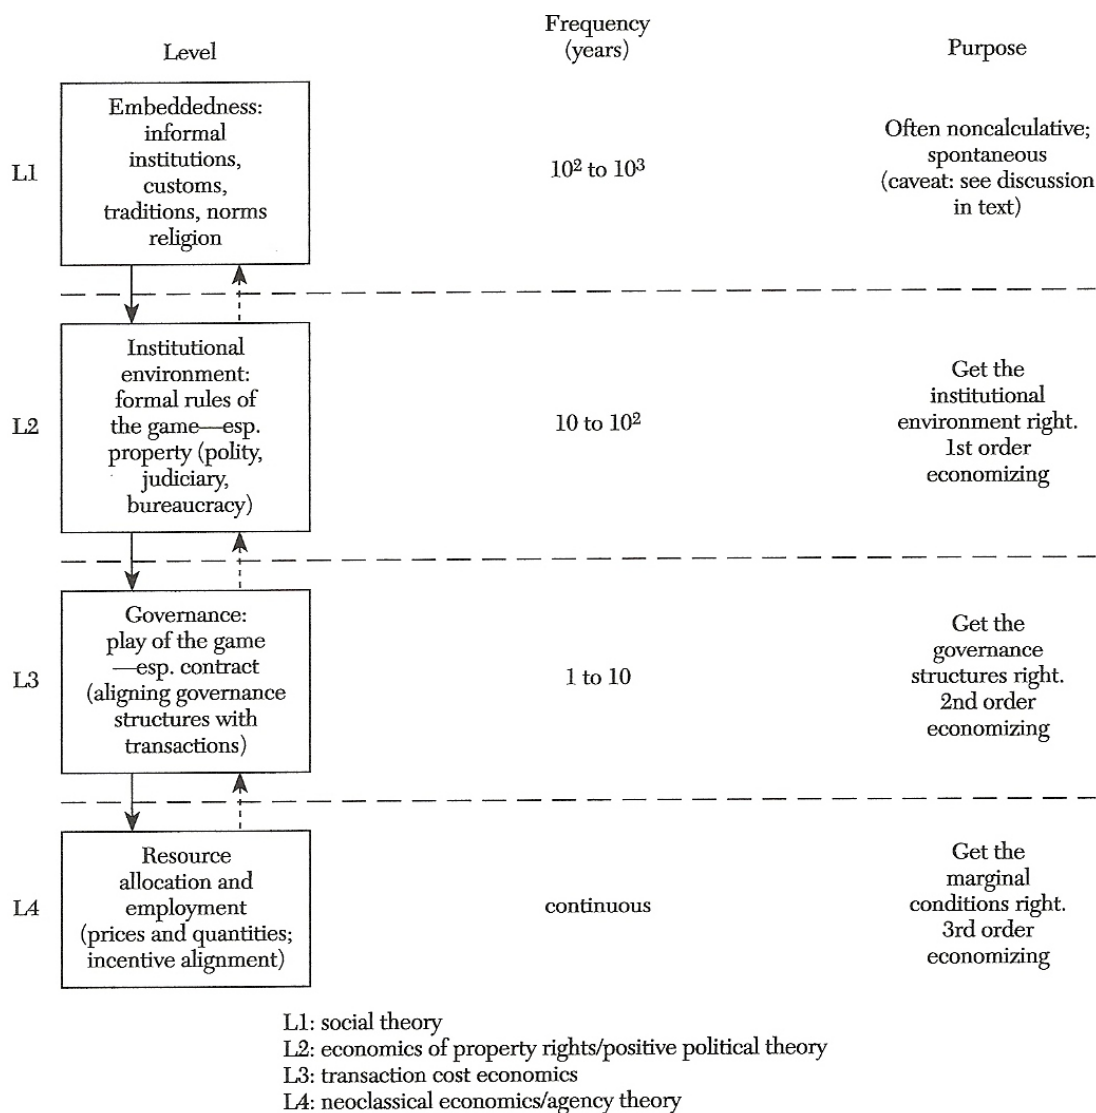 Level
Frequency
(years)
Purpose
L1
Embeddedness:
informal
institutions,
customs,
traditions, norms
religion
10² to 10³
Often noncalculative;
spontaneous
(caveat: see discussion
in text)
L2
Institutional
environment:
formal rules of
the game—esp.
property (polity,
judiciary,
bureaucracy)
10 to 10²
Get the
institutional
environment right.
1st order
economizing
L3
Governance:
play of the game
—esp. contract
(aligning governance
structures with
transactions)
1 to 10
Get the
governance
structures right.
2nd order
economizing
L4
Resource
allocation and
employment
(prices and quantities;
incentive alignment)
continuous
Get the
marginal
conditions right.
3rd order
economizing
L1: social theory
L2: economics of property rights/positive political theory
L3: transaction cost economics
L4: neoclassical economics/agency theory